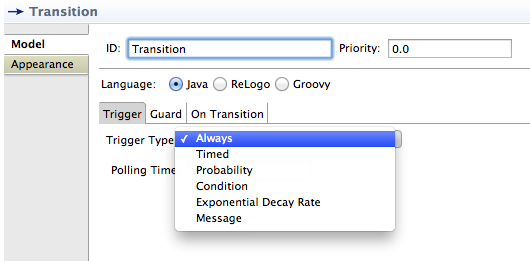 Transition
Model
Appearance
ID: Transition Priority: 0.0
Language: Java ReLogo Groovy
Trigger Guard On Transition
Trigger Type Always
Timed
Polling Time Probability
Condition
Exponential Decay Rate
Message